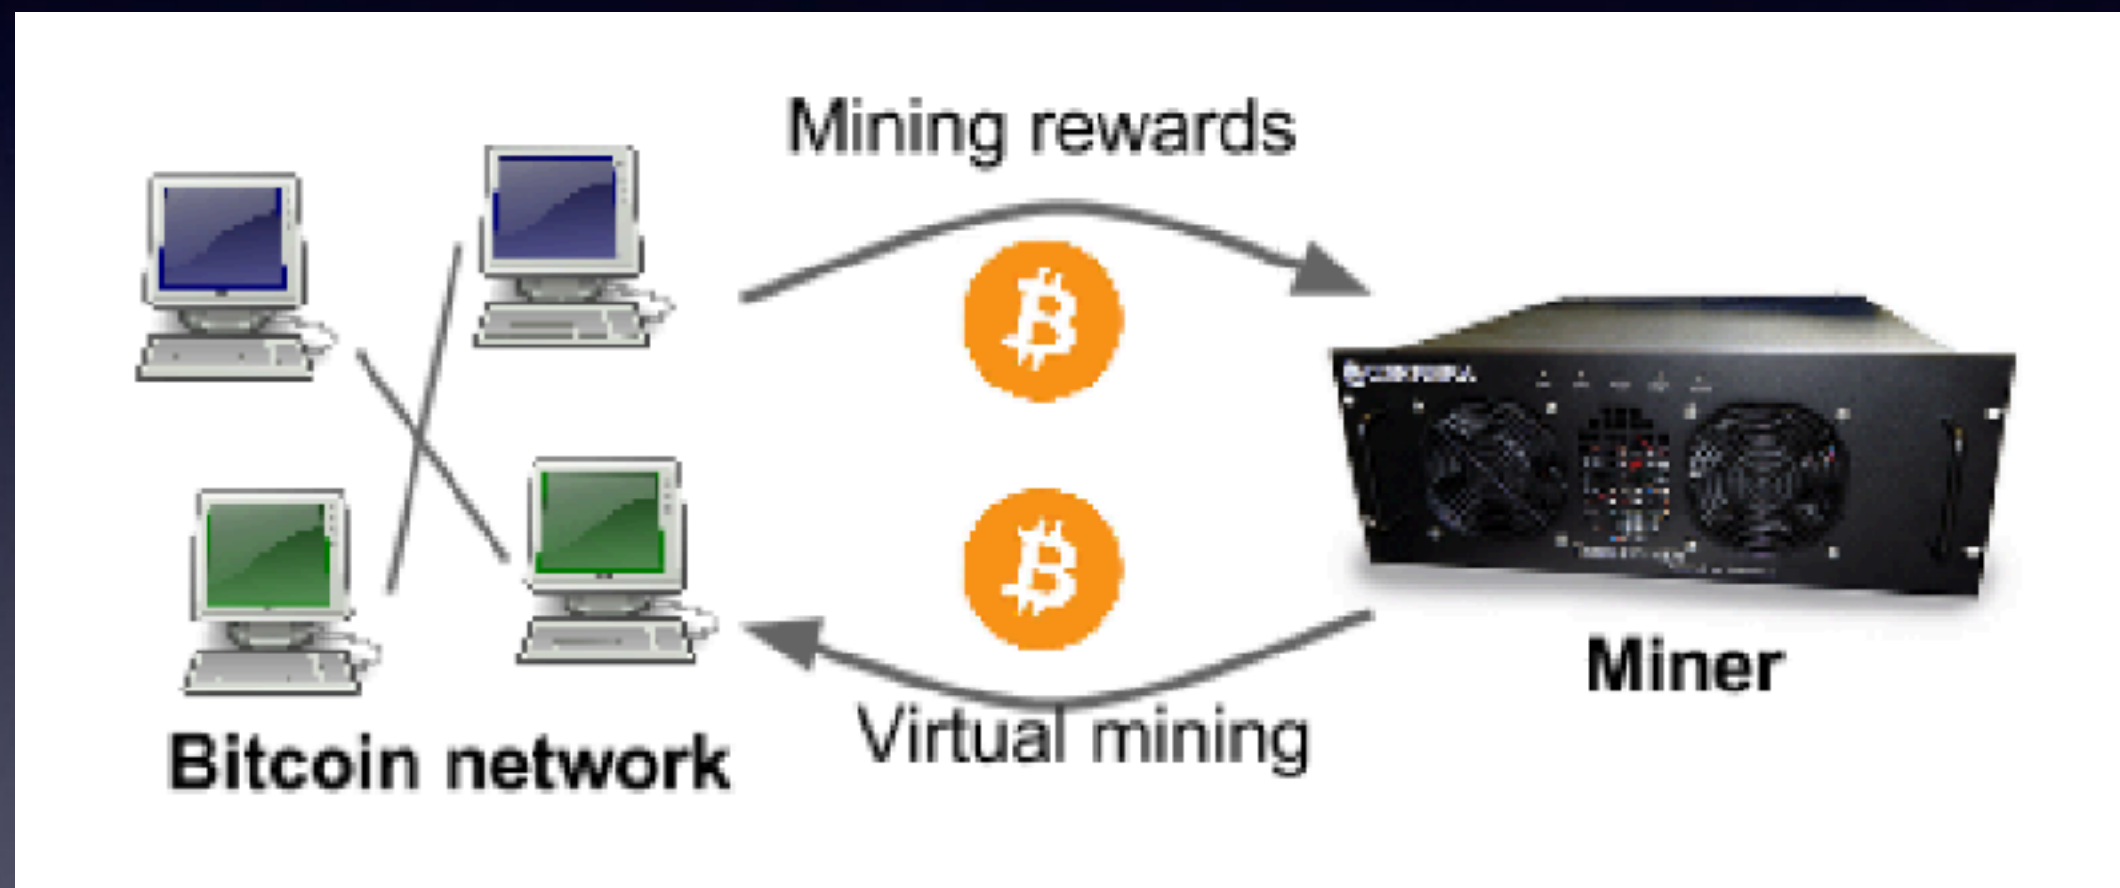 Mining rewards
Virtual mining
Bitcoin network
Miner